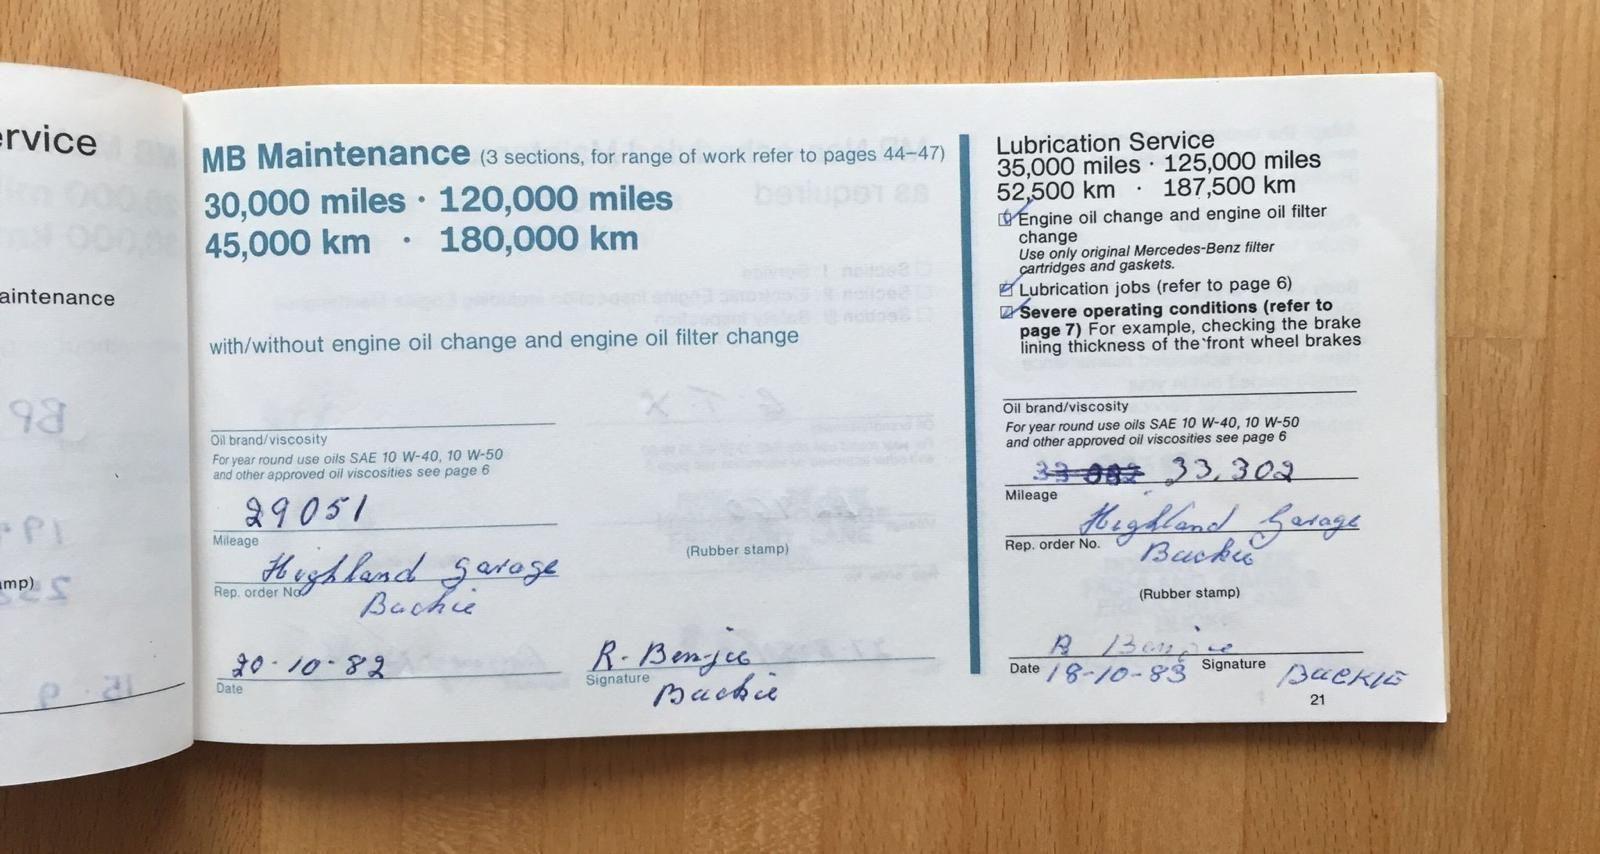 ervice
aintenance
mp)
MB Maintenance (3 sections, for range of work refer to pages 44–47)
30,000 miles · 120,000 miles
45,000 km · 180,000 km
with/without engine oil change and engine oil filter change
Oil brand/viscosity
For year round use oils SAE 10 W-40, 10 W-50
and other approved oil viscosities see page 6
29051
Mileage
(Rubber stamp)
Highland Garage
Rep. order No.
Buckie
20·10·82
Date
R. Benjie
Signature
Buckie
Lubrication Service
35,000 miles · 125,000 miles
52,500 km · 187,500 km
Engine oil change and engine oil filter
change
Use only original Mercedes-Benz filter
cartridges and gaskets.
Lubrication jobs (refer to page 6)
Severe operating conditions (refer to
page 7) For example, checking the brake
lining thickness of the front wheel brakes
Oil brand/viscosity
For year round use oils SAE 10 W-40, 10 W-50
and other approved oil viscosities see page 6
33,302
Mileage
Highland Garage
Rep. order No.
Buckie
(Rubber stamp)
R Benjie
Date 18-10-83 Signature Buckie
21